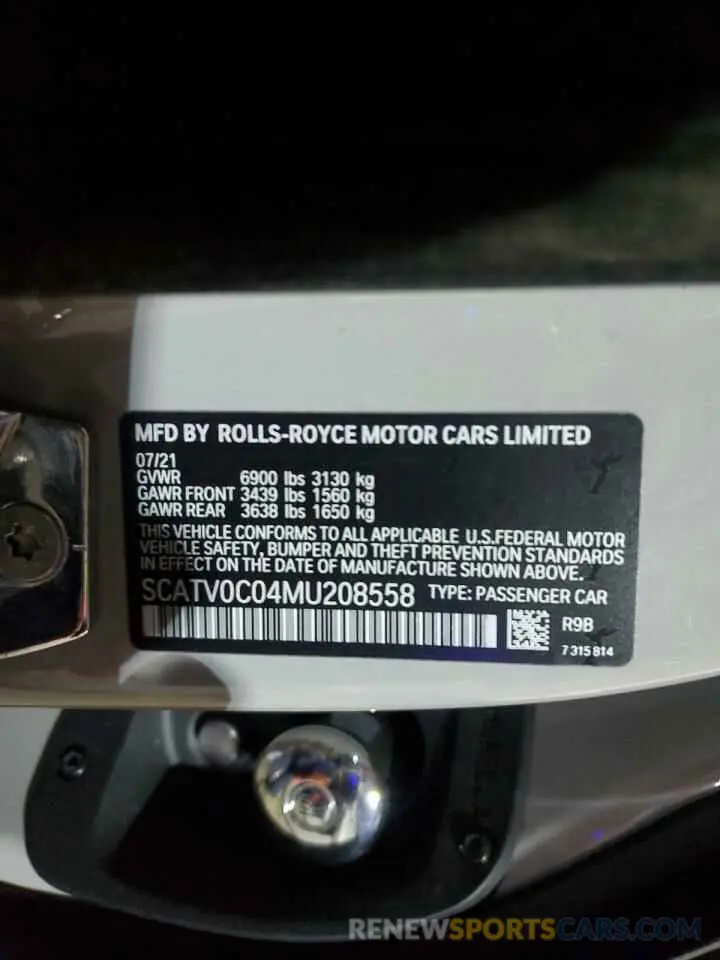 MFD BY ROLLS-ROYCE MOTOR CARS LIMITED
07/21
GVWR 6900 lbs 3130 kg
GAWR FRONT 3439 lbs 1560 kg
GAWR REAR 3638 lbs 1650 kg
THIS VEHICLE CONFORMS TO ALL APPLICABLE U.S.FEDERAL MOTOR
VEHICLE SAFETY, BUMPER AND THEFT PREVENTION STANDARDS
IN EFFECT ON THE DATE OF MANUFACTURE SHOWN ABOVE.
SCATV0C04MU208558 TYPE: PASSENGER CAR
R9B
7 315 814
RENEWSPORTSCARS.COM